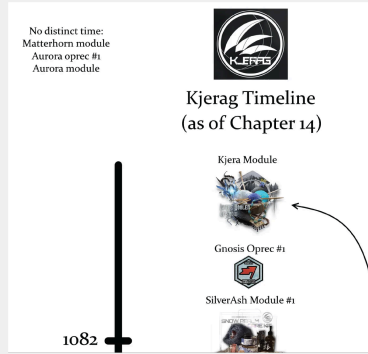 No distinct time:
Matterhorn module
Aurora oprec #1
Aurora module
KJERAG
Kjerag Timeline
(as of Chapter 14)
Kjera Module
Gnosis Oprec #1
SilverAsh Module #1
1082